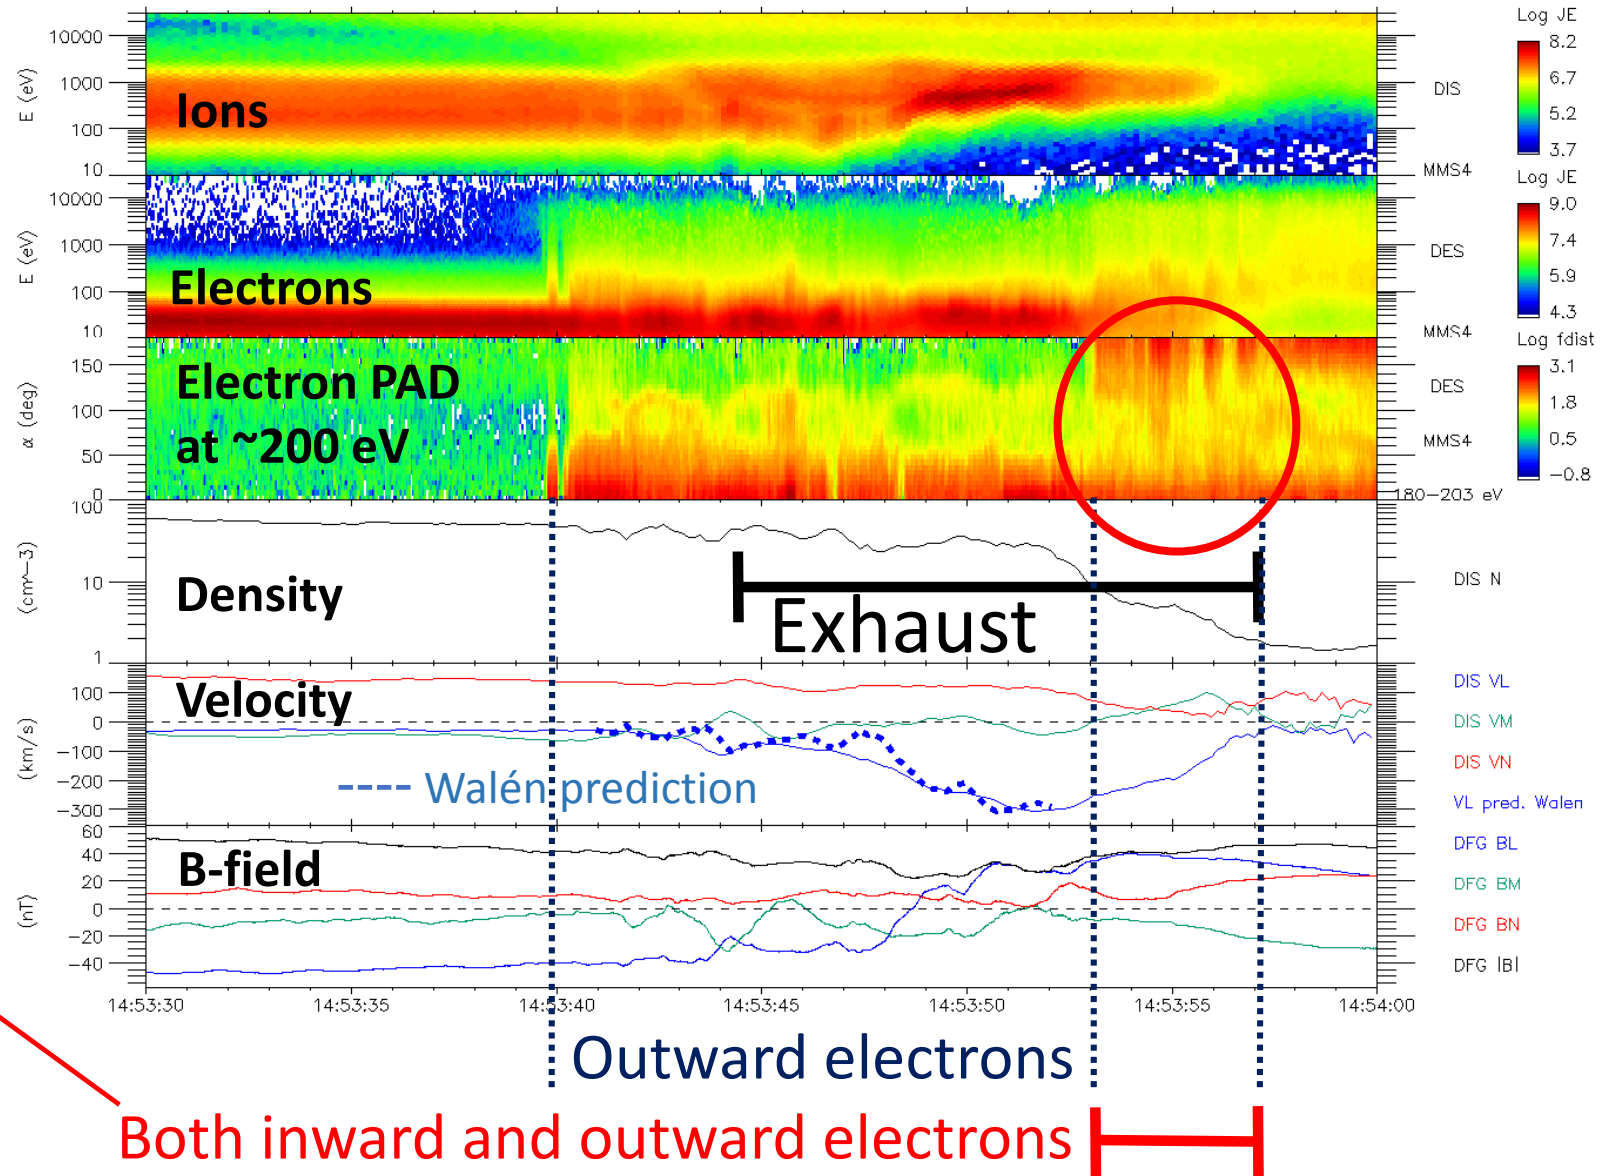 Log JE
10000
1000
100
10
E (eV)
Ions
DIS
MMS4
8.2
6.7
5.2
3.7
Log JE
10000
1000
100
10
E (eV)
Electrons
DES
MMS4
9.0
7.4
5.9
4.3
Log fdist
150
100
50
0
α (deg)
Electron PAD
at ~200 eV
DES
MMS4
180–203 eV
3.1
1.8
0.5
−0.8
100
10
1
(cm−3)
Density
Exhaust
DIS N
100
0
−100
−200
−300
(km/s)
Velocity
Walén prediction
DIS VL
DIS VM
DIS VN
VL pred. Walen
60
40
20
0
−20
−40
(nT)
B-field
DFG BL
DFG BM
DFG BN
DFG |B|
14:53:30
14:53:35
14:53:40
14:53:45
14:53:50
14:53:55
14:54:00
Outward electrons
Both inward and outward electrons